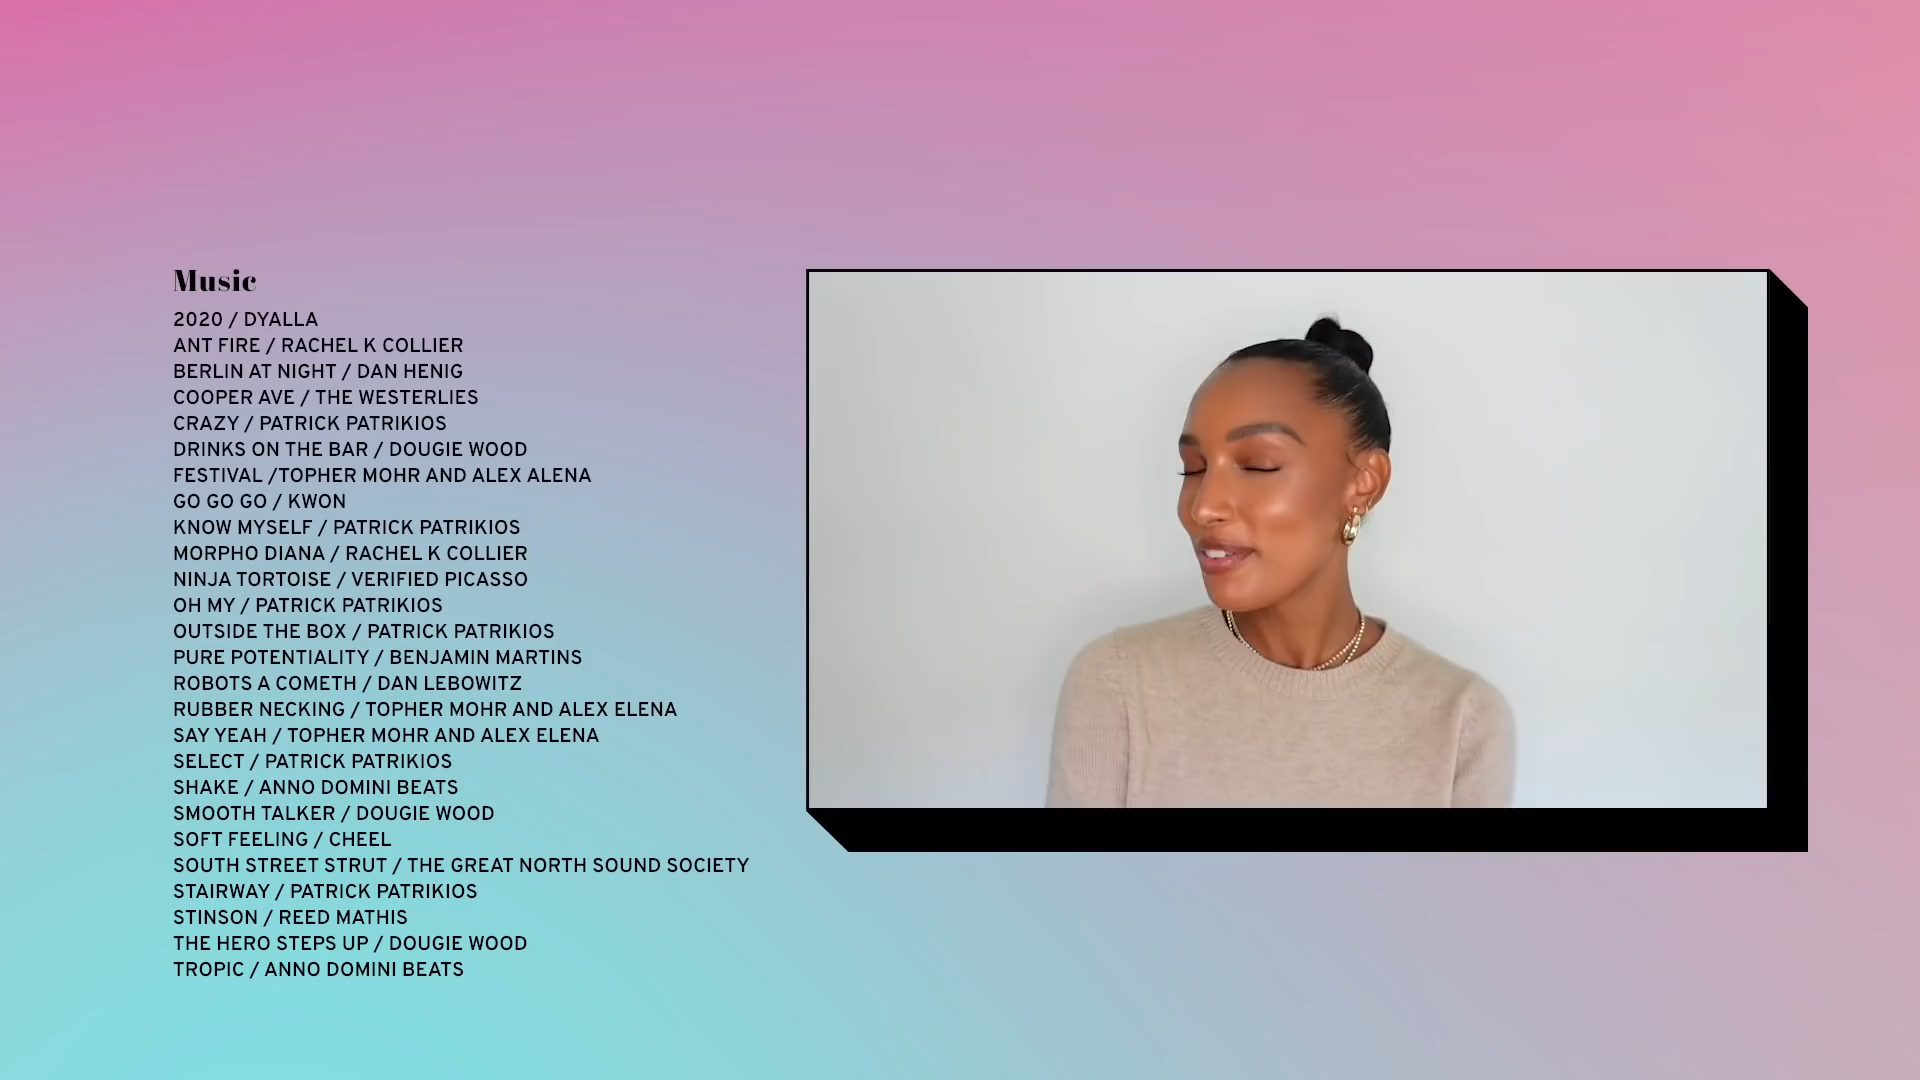 Music
2020 / DYALLA
ANT FIRE / RACHEL K COLLIER
BERLIN AT NIGHT / DAN HENIG
COOPER AVE / THE WESTERLIES
CRAZY / PATRICK PATRIKIOS
DRINKS ON THE BAR / DOUGIE WOOD
FESTIVAL /TOPHER MOHR AND ALEX ALENA
GO GO GO / KWON
KNOW MYSELF / PATRICK PATRIKIOS
MORPHO DIANA / RACHEL K COLLIER
NINJA TORTOISE / VERIFIED PICASSO
OH MY / PATRICK PATRIKIOS
OUTSIDE THE BOX / PATRICK PATRIKIOS
PURE POTENTIALITY / BENJAMIN MARTINS
ROBOTS A COMETH / DAN LEBOWITZ
RUBBER NECKING / TOPHER MOHR AND ALEX ELENA
SAY YEAH / TOPHER MOHR AND ALEX ELENA
SELECT / PATRICK PATRIKIOS
SHAKE / ANNO DOMINI BEATS
SMOOTH TALKER / DOUGIE WOOD
SOFT FEELING / CHEEL
SOUTH STREET STRUT / THE GREAT NORTH SOUND SOCIETY
STAIRWAY / PATRICK PATRIKIOS
STINSON / REED MATHIS
THE HERO STEPS UP / DOUGIE WOOD
TROPIC / ANNO DOMINI BEATS